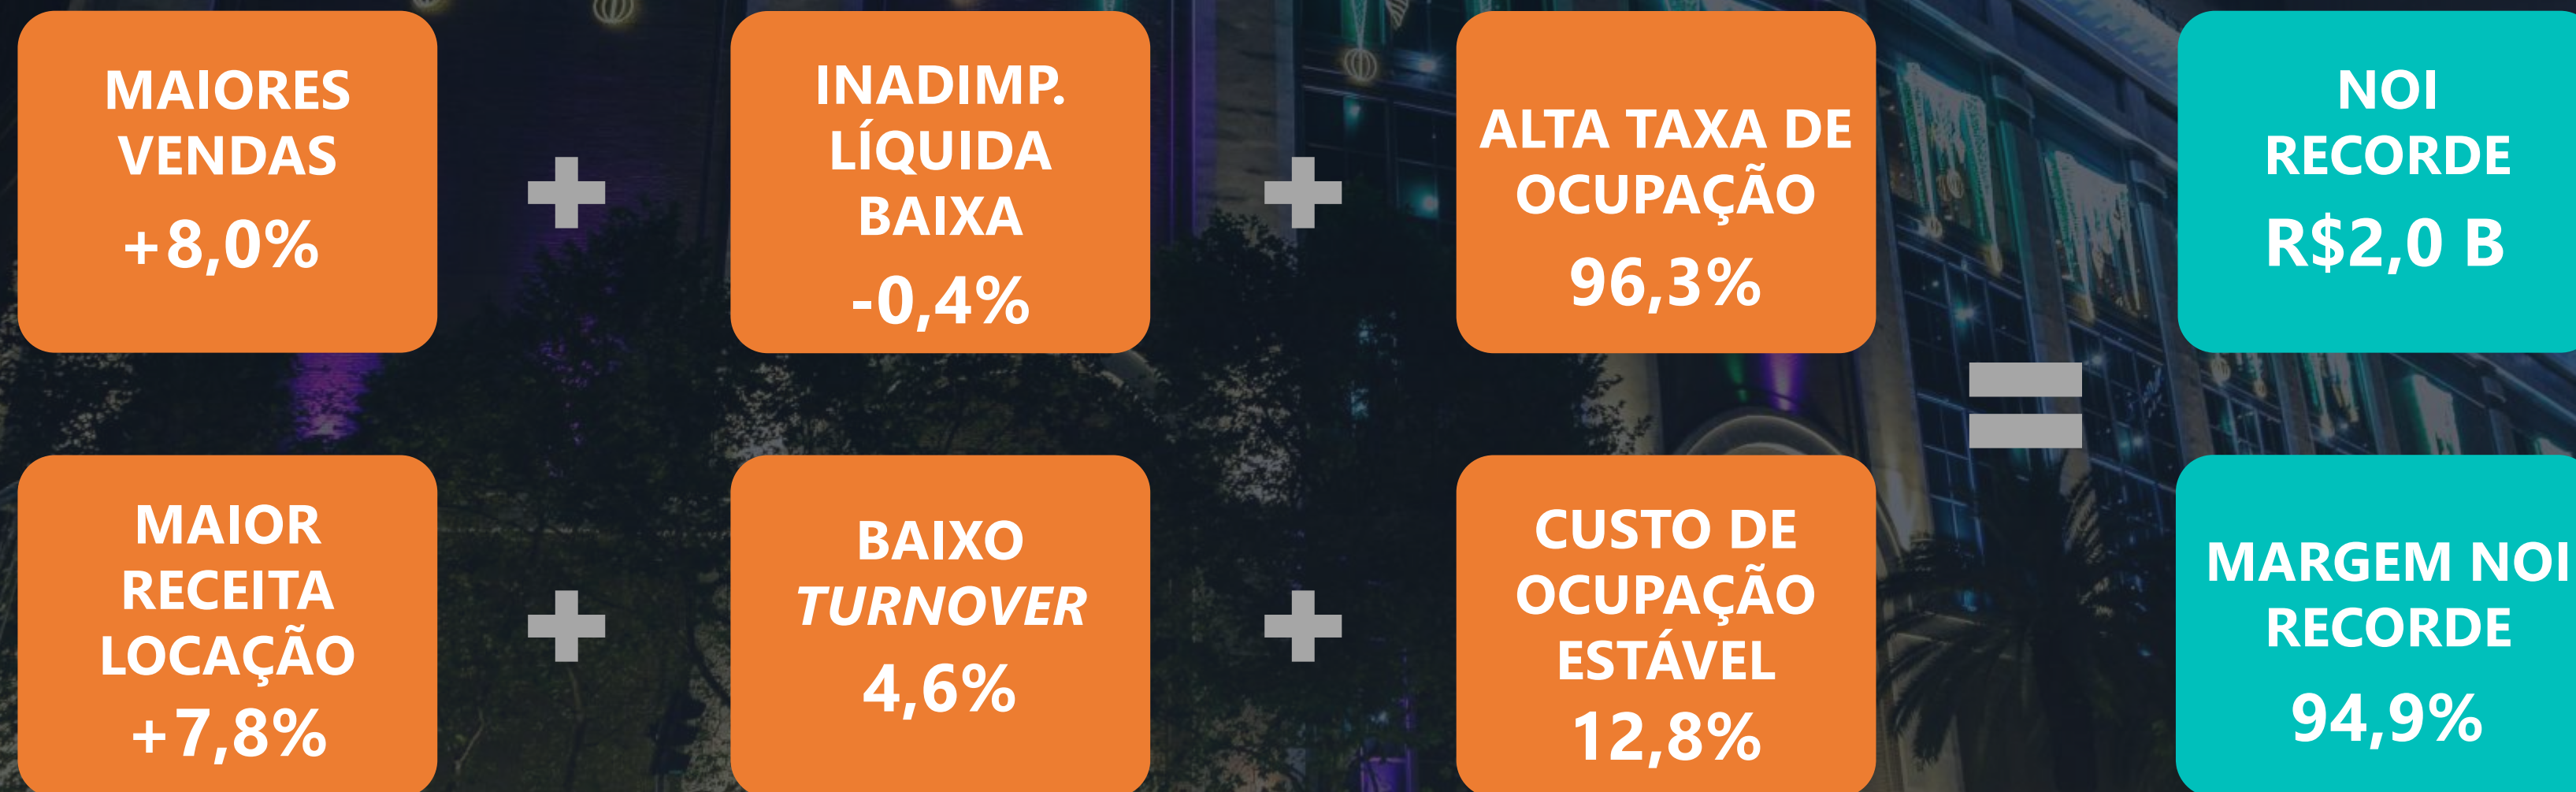 MAIORES
VENDAS
+8,0%
INADIMP.
LÍQUIDA
BAIXA
-0,4%
ALTA TAXA DE
OCUPAÇÃO
96,3%
NOI
RECORDE
R$2,0 B
MAIOR
RECEITA
LOCAÇÃO
+7,8%
BAIXO
TURNOVER
4,6%
CUSTO DE
OCUPAÇÃO
ESTÁVEL
12,8%
MARGEM NOI
RECORDE
94,9%